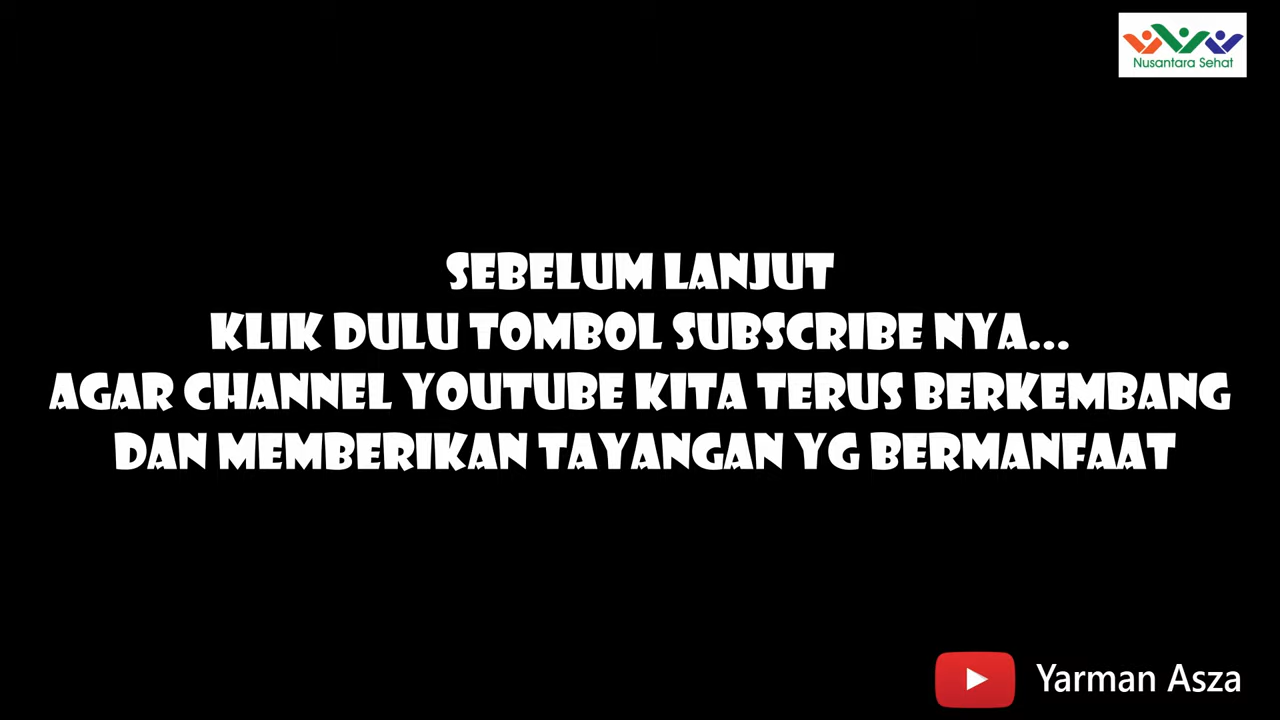 Nusantara Sehat
SEBELUM LANJUT
KLIK DULU TOMBOL SUBSCRIBE NYA...
AGAR CHANNEL YOUTUBE KITA TERUS BERKEMBANG
DAN MEMBERIKAN TAYANGAN YG BERMANFAAT
Yarman Asza